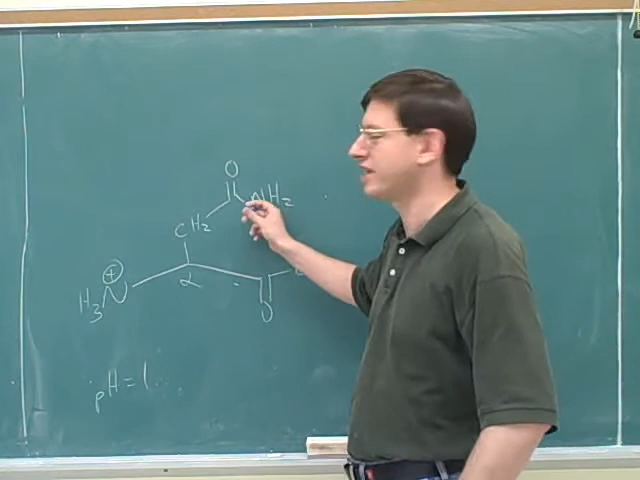 O
NH₂
CH₂
⊕
H₃N
α
O
pH = 1